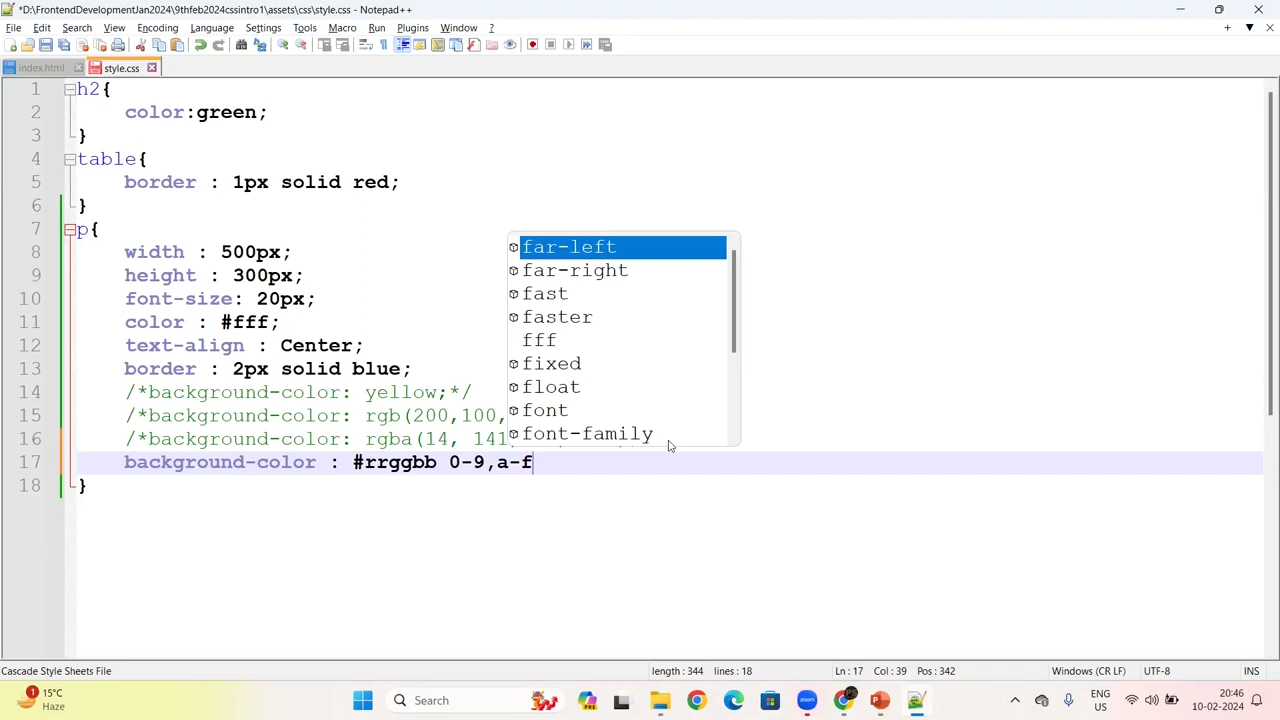 *D:\FrontendDevelopmentJan2024\9thfeb2024cssintro1\assets\css\style.css - Notepad++
File Edit Search View Encoding Language Settings Tools Macro Run Plugins Window ?
index.html style.css
1 h2{
2 color:green;
3 }
4 table{
5 border : 1px solid red;
6 }
7 p{
8 width : 500px;
9 height : 300px;
10 font-size: 20px;
11 color : #fff;
12 text-align : Center;
13 border : 2px solid blue;
14 /*background-color: yellow;*/
15 /*background-color: rgb(200,100,
16 /*background-color: rgba(14, 141,
17 background-color : #rrggbb 0-9,a-f
18 }
far-left
far-right
fast
faster
fff
fixed
float
font
font-family
Cascade Style Sheets File length : 344 lines : 18 Ln : 17 Col : 39 Pos : 342 Windows (CR LF) UTF-8 INS
1 15°C
Haze
Search
PRE
zoom
ENG
US
20:46
10-02-2024